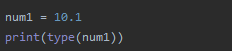 num1 = 10.1
print(type(num1))